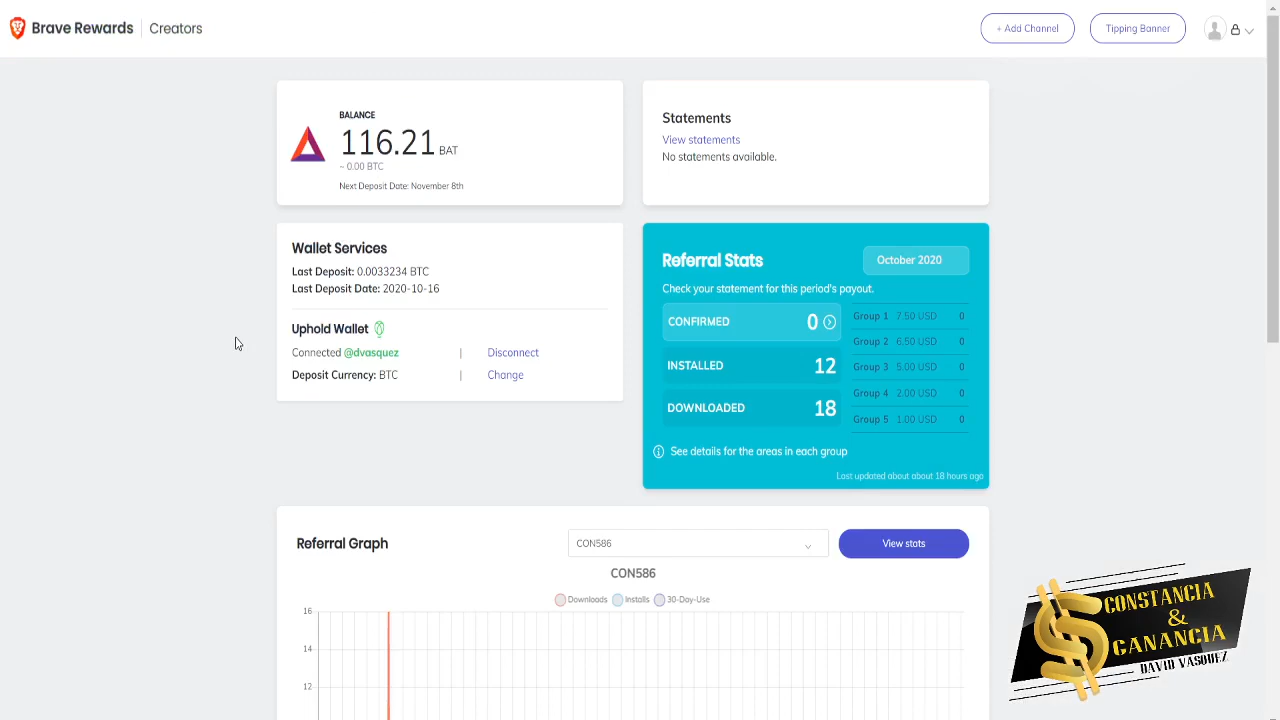 Brave Rewards | Creators
+ Add Channel
Tipping Banner
BALANCE
116.21 BAT
~ 0.00 BTC
Next Deposit Date: November 8th
Statements
View statements
No statements available.
Wallet Services
Last Deposit: 0.0033234 BTC
Last Deposit Date: 2020-10-16
Uphold Wallet
Connected @dvasquez | Disconnect
Deposit Currency: BTC | Change
Referral Stats
October 2020
Check your statement for this period's payout.
CONFIRMED 0
INSTALLED 12
DOWNLOADED 18
Group 1 7.50 USD 0
Group 2 6.50 USD 0
Group 3 5.00 USD 0
Group 4 2.00 USD 0
Group 5 1.00 USD 0
See details for the areas in each group
Last updated about about 18 hours ago
Referral Graph
CON586
View stats
CON586
Downloads Installs 30-Day-Use
16
14
12
CONSTANCIA
&
GANANCIA
DAVID VASQUEZ